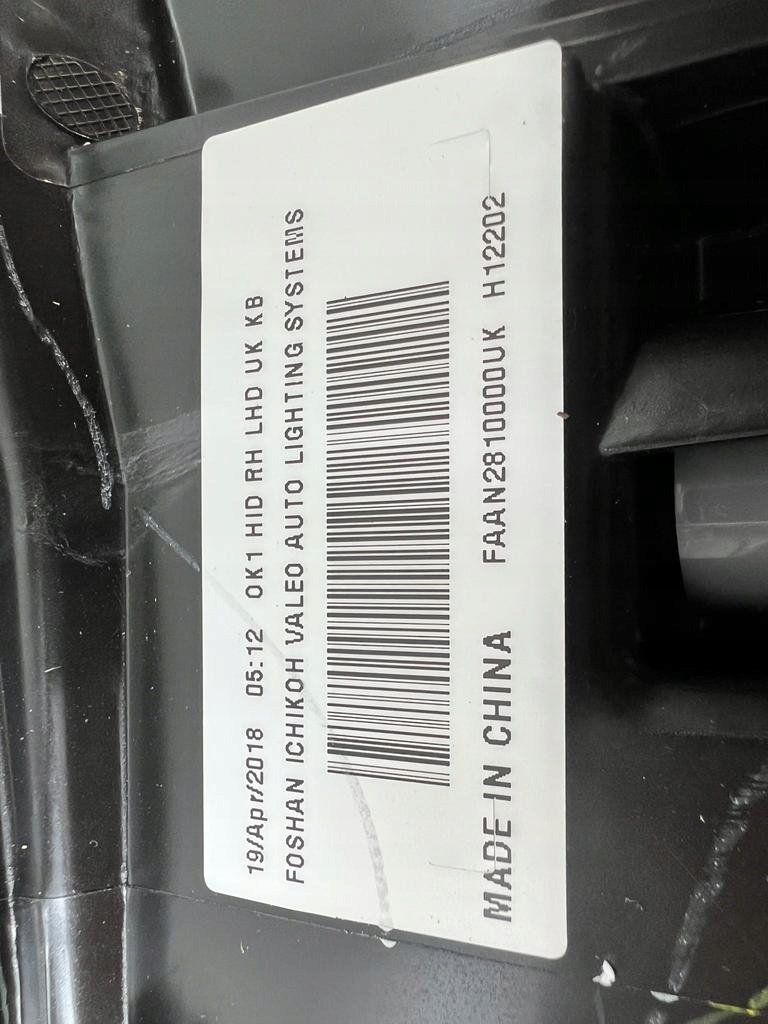 19/Apr/2018 05:12 0K1 HID RH LHD UK KB
FOSHAN ICHIKOH VALEO AUTO LIGHTING SYSTEMS
FAAN2810000UK H12202
MADE IN CHINA